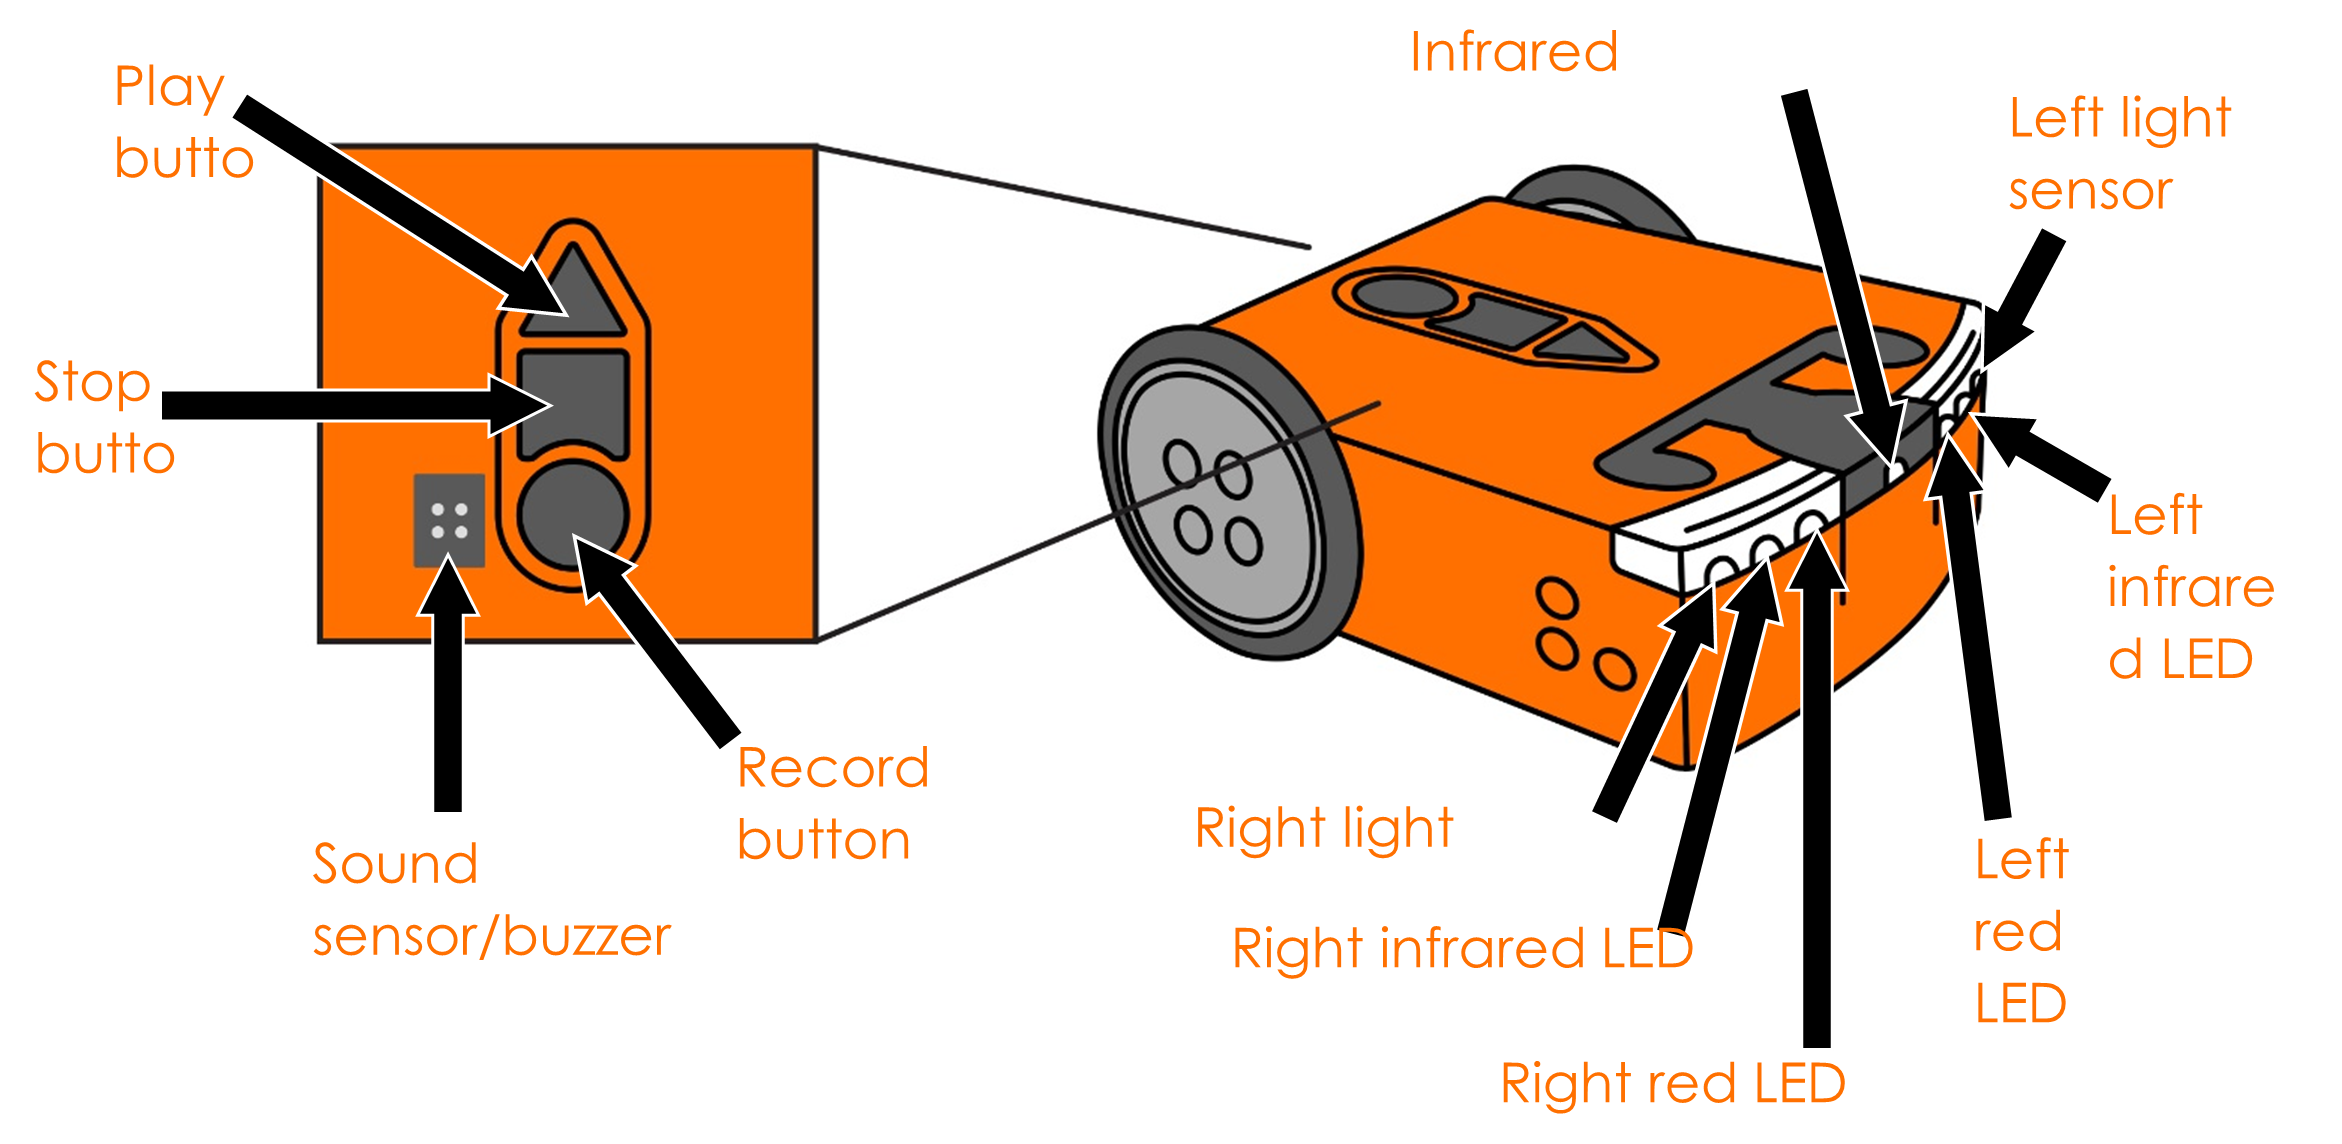 Play
butto
Stop
butto
Sound
sensor/buzzer
Record
button
Infrared
Left light
sensor
Left
infrare
d LED
Left
red
LED
Right light
Right infrared LED
Right red LED